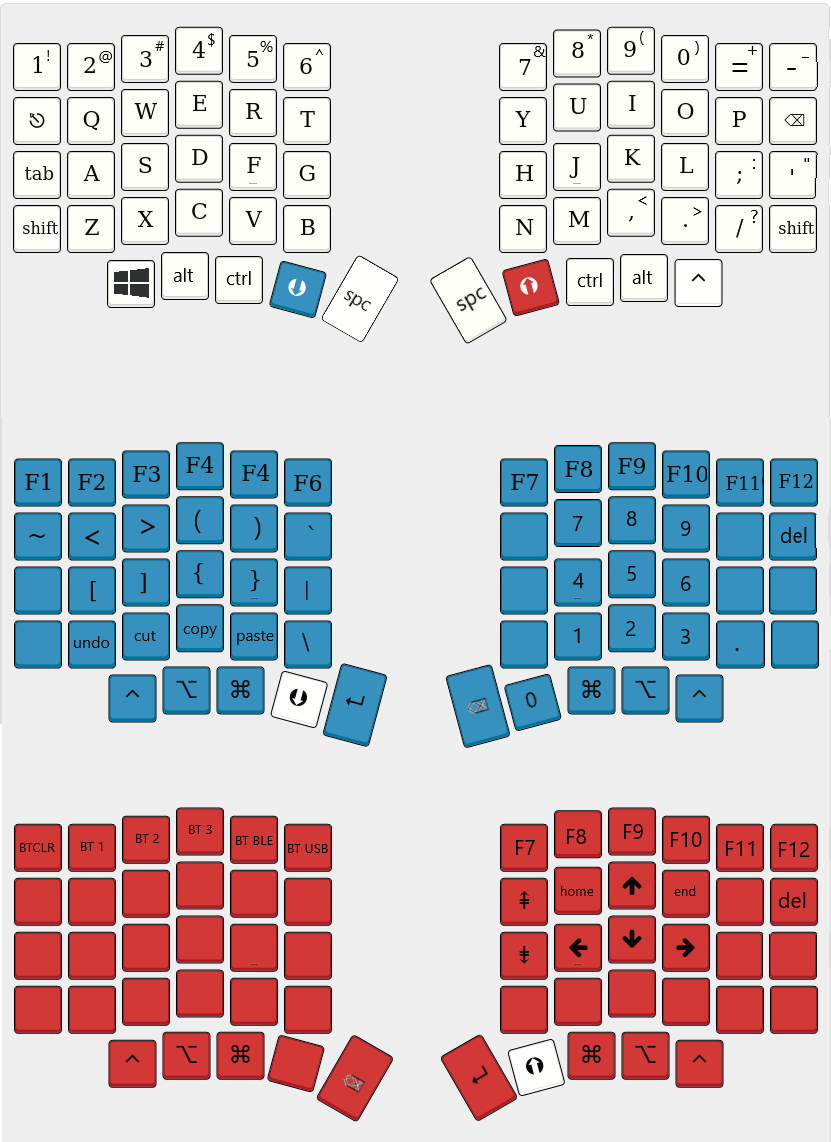 1 ! 2 @ 3 # 4 $ 5 % 6 ^ 7 & 8 * 9 ( 0 ) = + - _
⎋ Q W E R T Y U I O P ⌫
tab A S D F _ G H J _ K L ; : ' "
shift Z X C V B N M , < . > / ? shift
alt ctrl spc spc ctrl alt ^
F1 F2 F3 F4 F4 F6 F7 F8 F9 F10 F11 F12
~ < > ( ) ` 7 8 9 del
[ ] { } _ | 4 _ 5 6
undo cut copy paste \ 1 2 3 .
^ ⌥ ⌘ ↵ ⌫ 0 ⌘ ⌥ ^
BTCLR BT 1 BT 2 BT 3 BT BLE BT USB F7 F8 F9 F10 F11 F12
⇞ home ↑ end del
_ ⇟ ← _ ↓ →
^ ⌥ ⌘ ⌫ ↵ ⌘ ⌥ ^